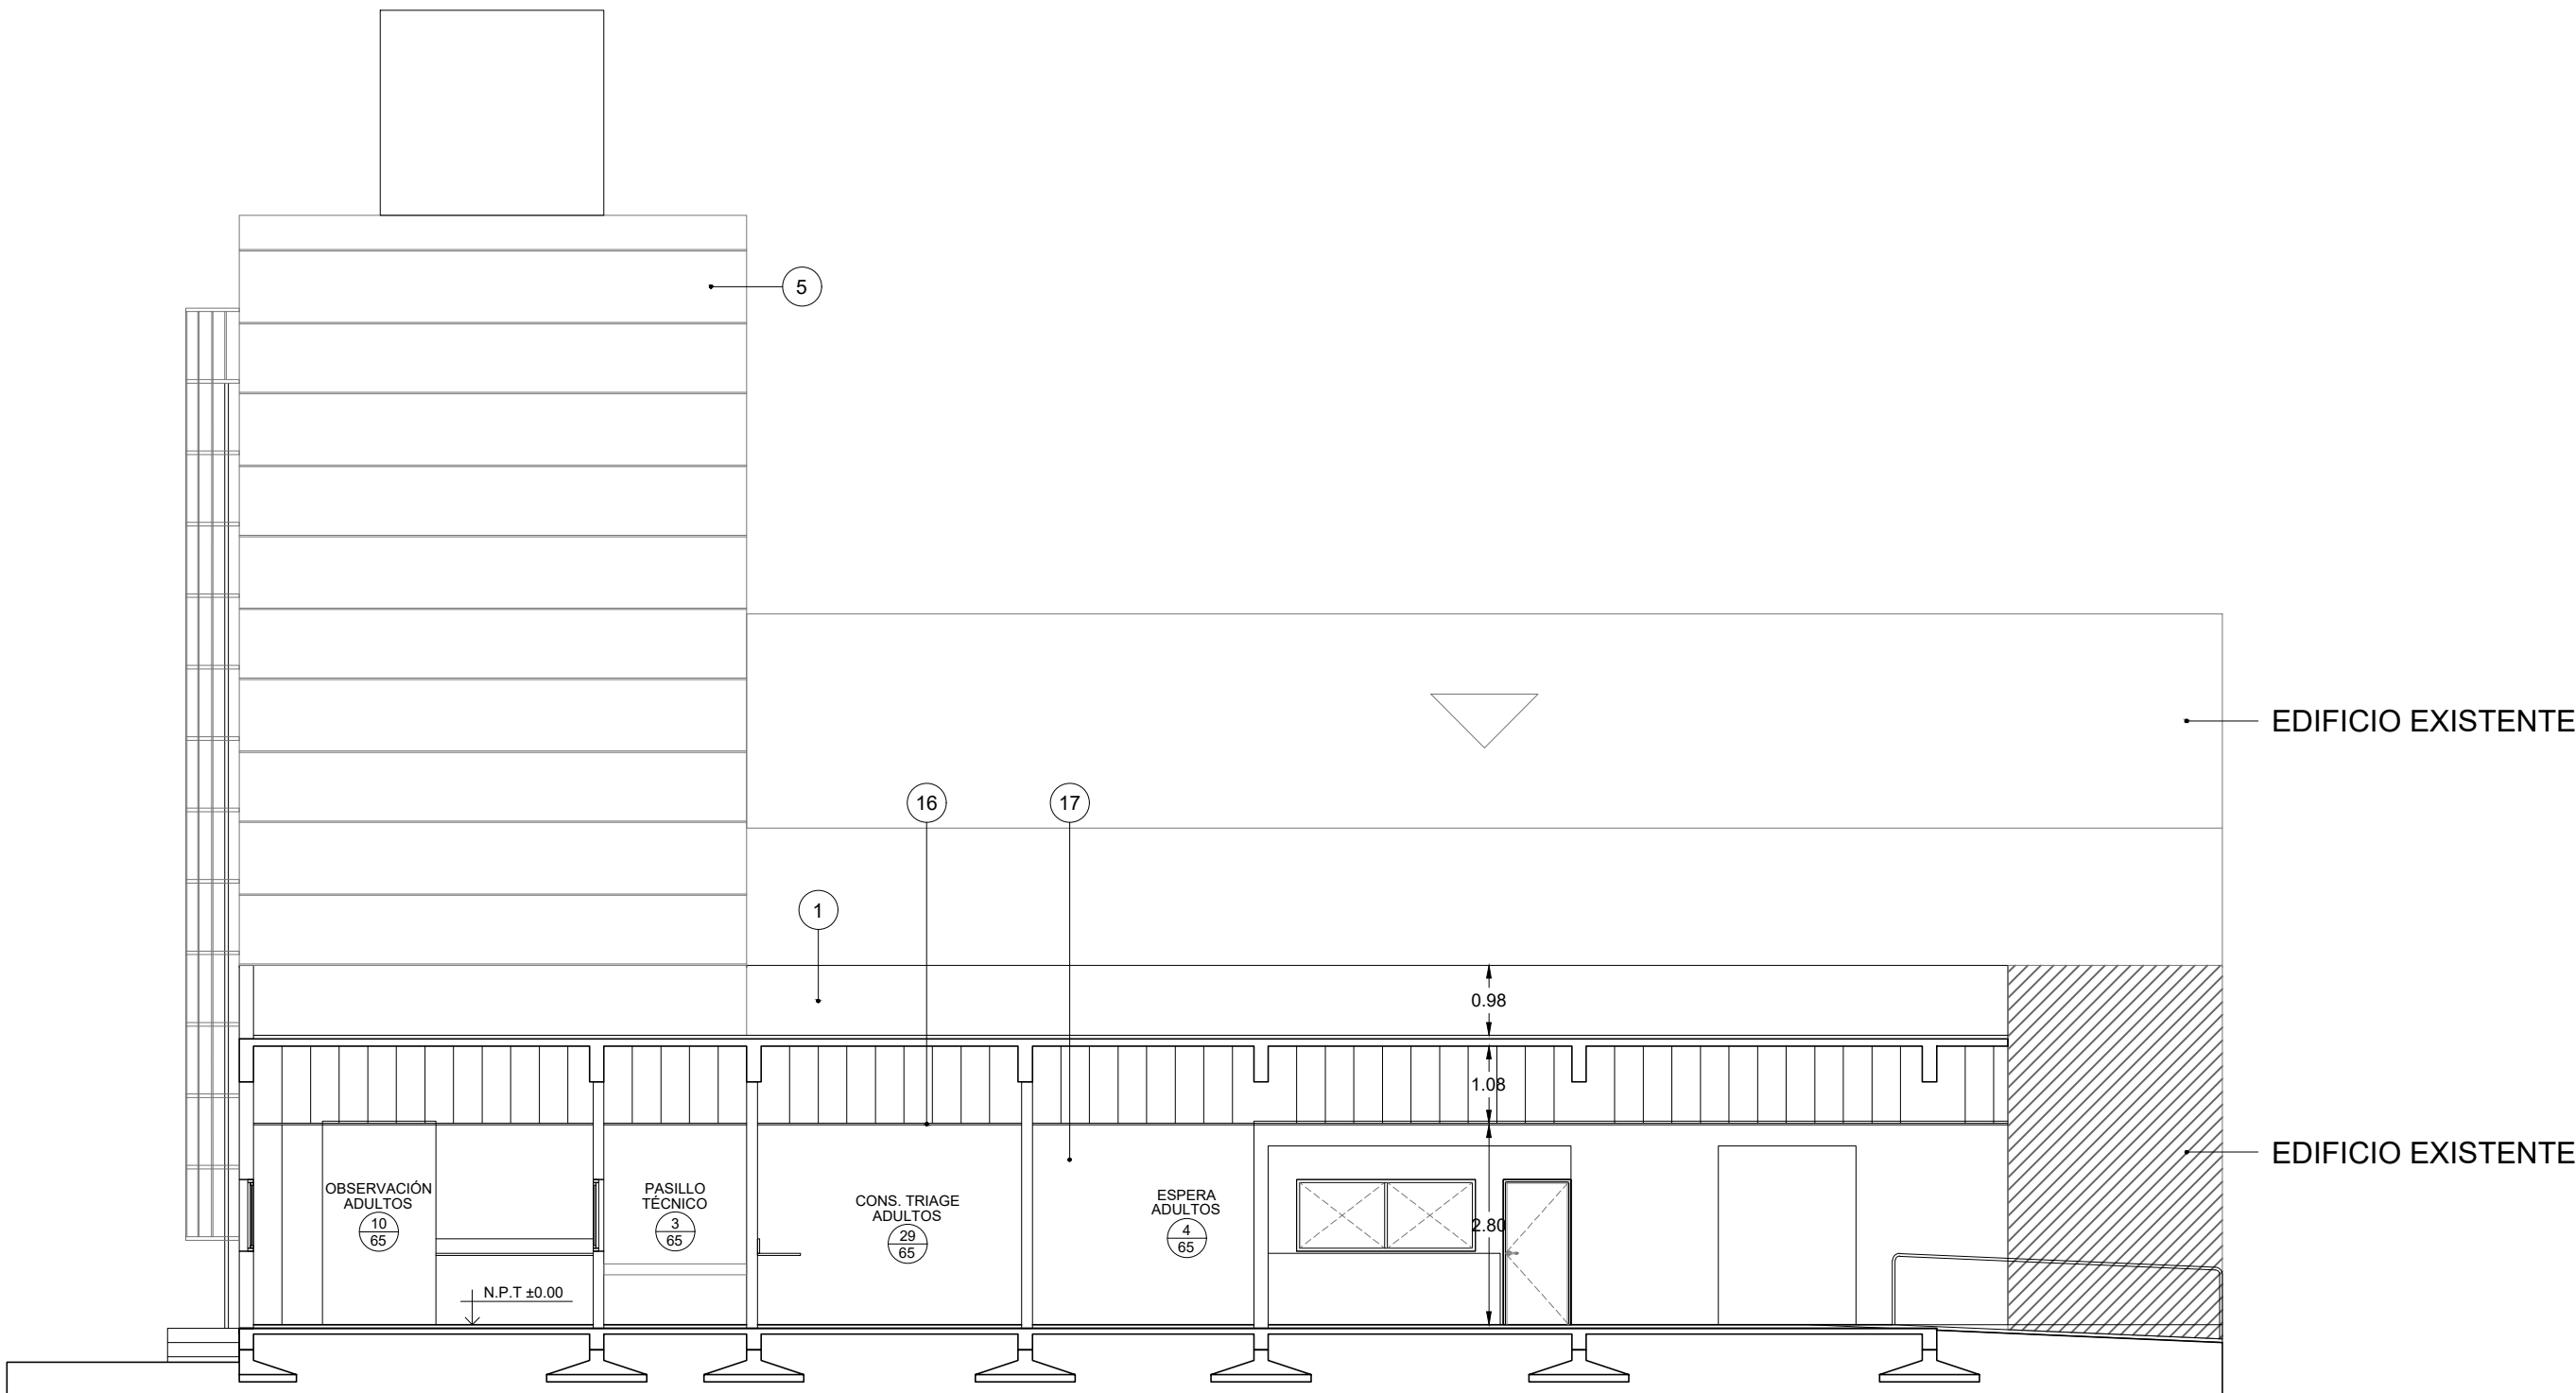 5
EDIFICIO EXISTENTE
16
17
1
0.98
1.08
EDIFICIO EXISTENTE
OBSERVACIÓN
ADULTOS
10
65
PASILLO
TÉCNICO
3
65
CONS. TRIAGE
ADULTOS
29
65
ESPERA
ADULTOS
4
65
2.80
N.P.T ±0.00